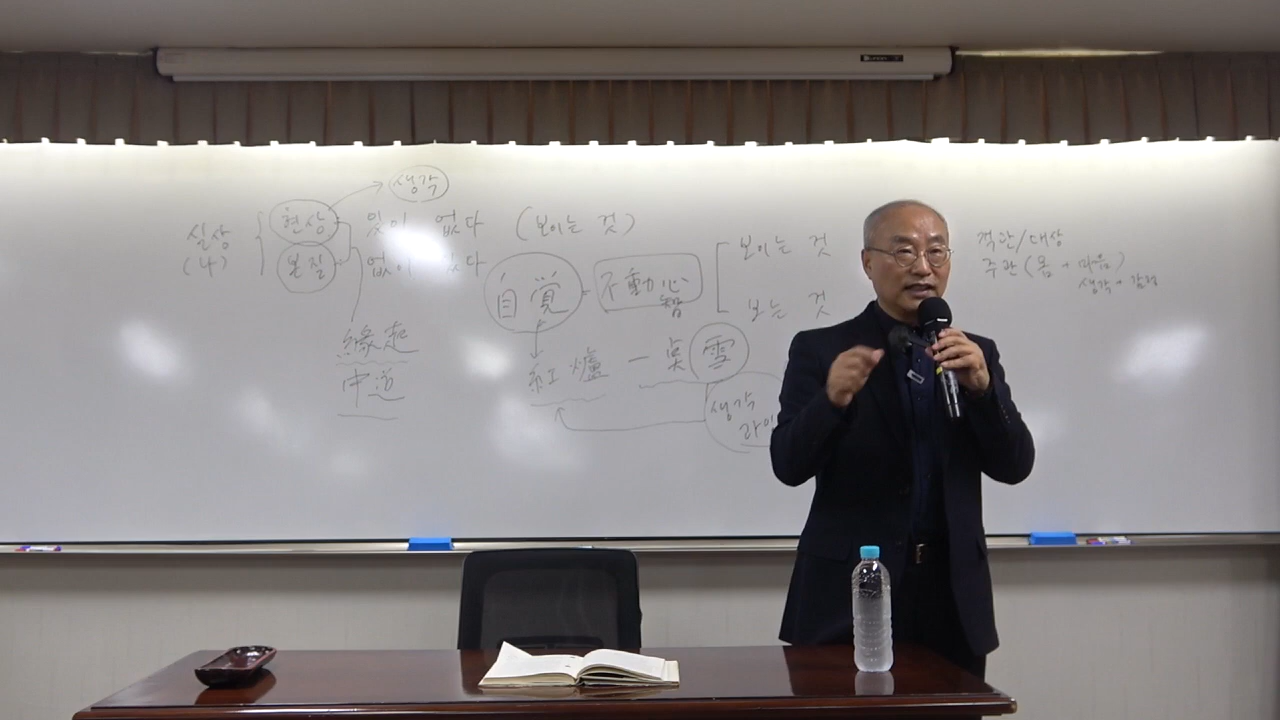 생각
실상 { 현상 있이 없다 (보이는 것)
(나) 본질 없이 있다
緣起
中道
自覺 = 不動心
智
紅爐一点雪
생각
보이는 것
보는 것
객관/대상
주관(몸 + 마음)
생각 + 감정